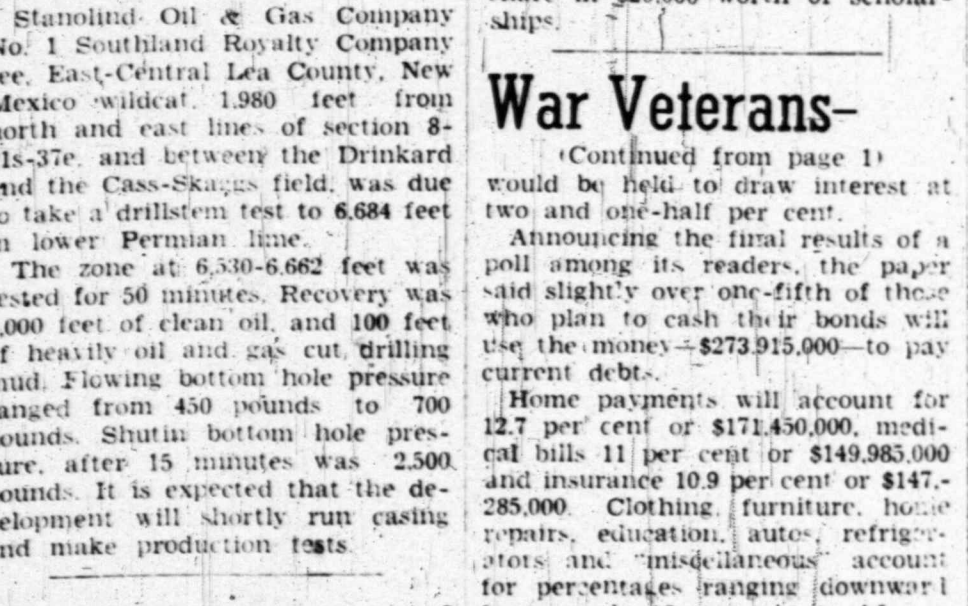 Stanolind Oil & Gas Company
No. 1 Southland Royalty Company
ee, East-Central Lea County, New
Mexico wildcat, 1,980 feet from
north and east lines of section 8-
1s-37e, and between the Drinkard
nd the Cass-Skaggs field, was due
o take a drillstem test to 6,684 feet
n lower Permian lime.
The zone at 6,530-6,662 feet was
ested for 50 minutes. Recovery was
,000 feet of clean oil, and 100 feet
f heavily oil and gas cut drilling
mud. Flowing bottom hole pressure
anged from 450 pounds to 700
ounds. Shutin bottom hole pres-
ure, after 15 minutes was 2,500
ounds. It is expected that the de-
elopment will shortly run casing
nd make production tests.
ships.
War Veterans-
(Continued from page 1)
would be held to draw interest at
two and one-half per cent.
Announcing the final results of a
poll among its readers, the paper
said slightly over one-fifth of those
who plan to cash their bonds will
use the money—$273,915,000—to pay
current debts.
Home payments will account for
12.7 per cent or $171,450,000, medi-
cal bills 11 per cent or $149,985,000
and insurance 10.9 per cent or $147,-
285,000. Clothing, furniture, home
repairs, education, autos, refriger-
ators and "miscellaneous" account
for percentages ranging downward